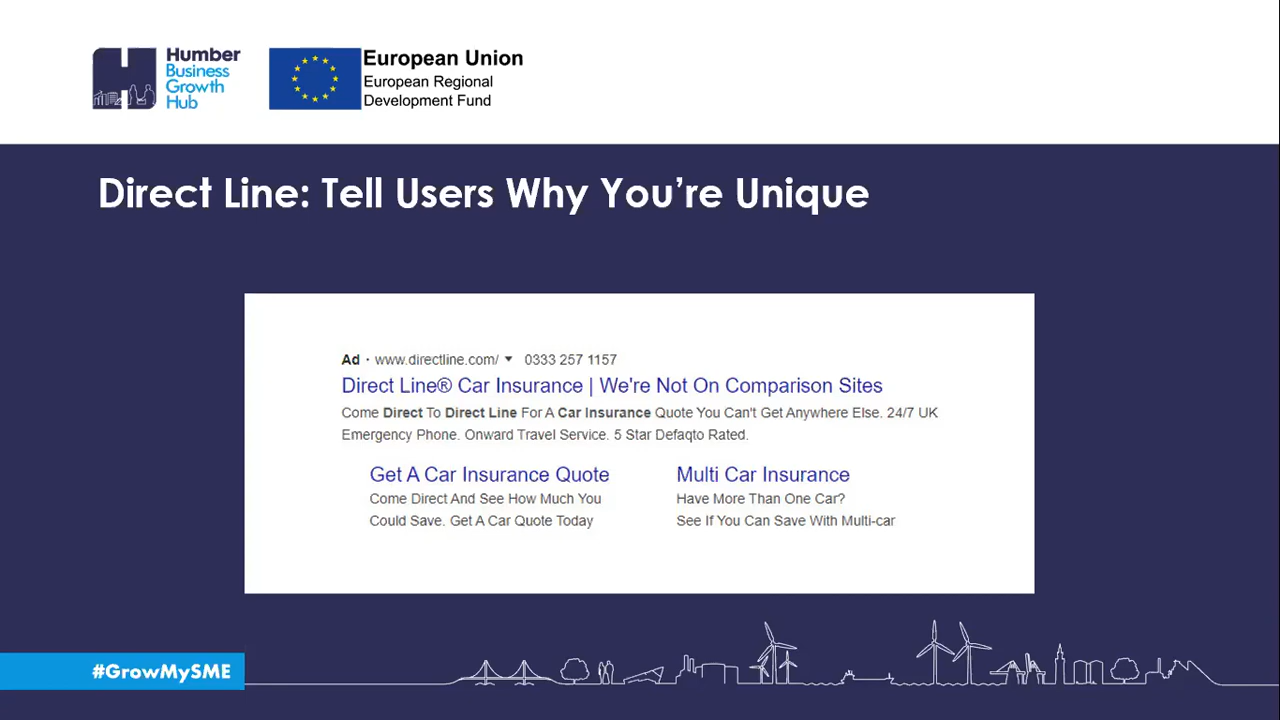 Humber
Business
Growth
Hub
European Union
European Regional
Development Fund
Direct Line: Tell Users Why You're Unique
Ad · www.directline.com/ ▼ 0333 257 1157
Direct Line® Car Insurance | We're Not On Comparison Sites
Come Direct To Direct Line For A Car Insurance Quote You Can't Get Anywhere Else. 24/7 UK
Emergency Phone. Onward Travel Service. 5 Star Defaqto Rated.
Get A Car Insurance Quote
Come Direct And See How Much You
Could Save. Get A Car Quote Today
Multi Car Insurance
Have More Than One Car?
See If You Can Save With Multi-car
#GrowMySME